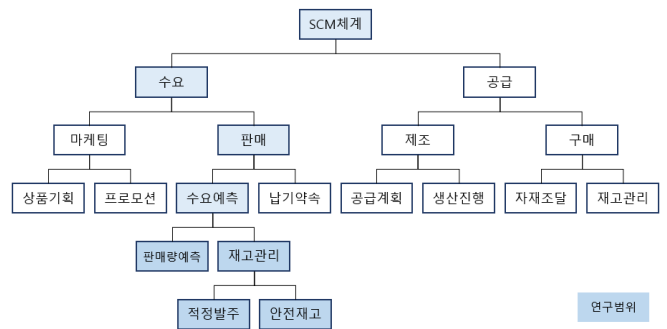 SCM체계
수요 공급
마케팅 판매 제조 구매
상품기획 프로모션 수요예측 납기약속 공급계획 생산진행 자재조달 재고관리
판매량예측 재고관리
적정발주 안전재고
연구범위